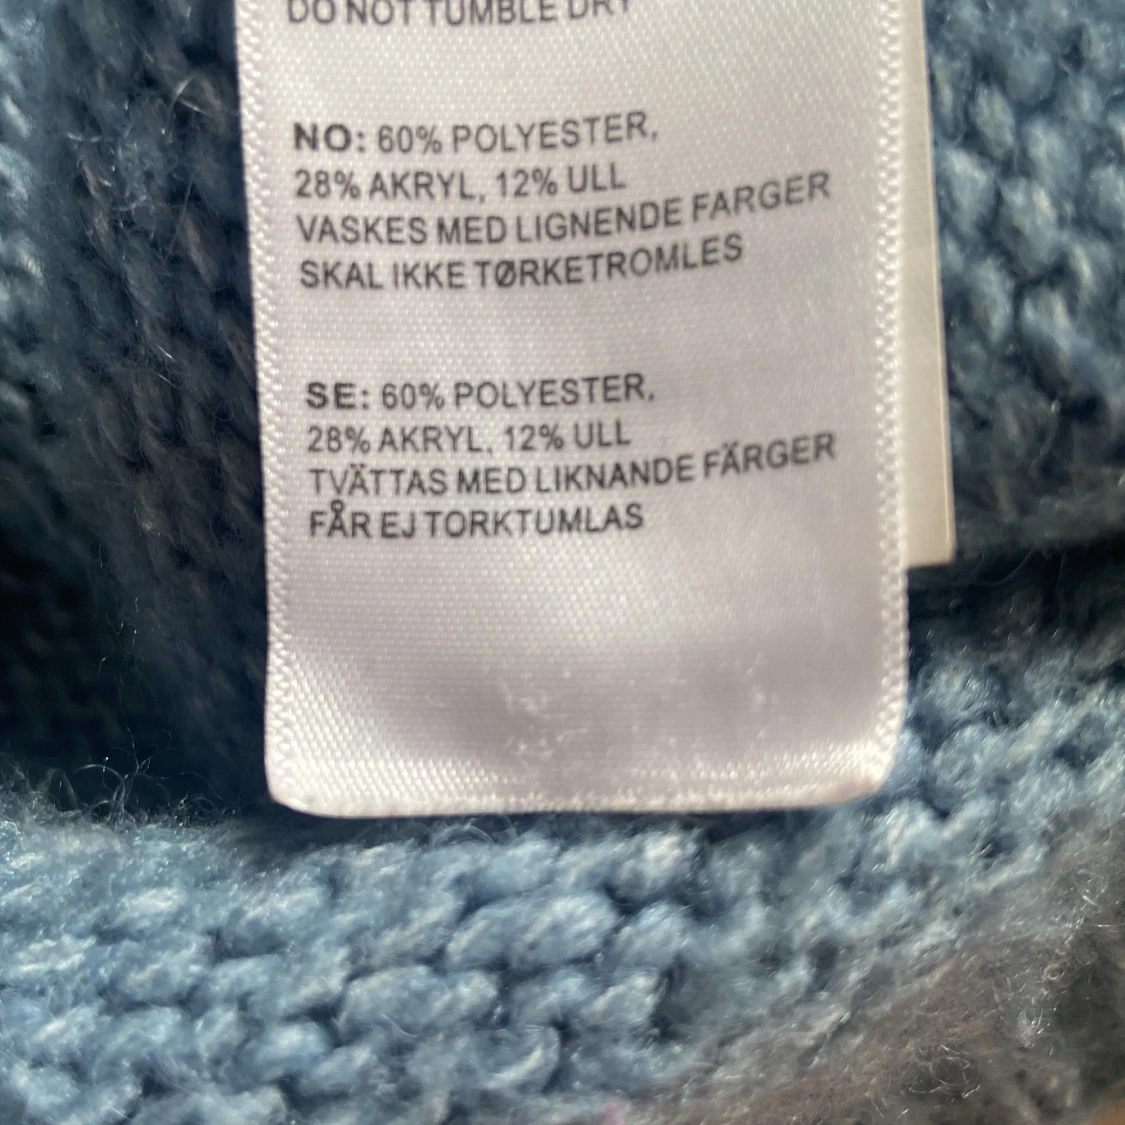 DO NOT TUMBLE DRY
NO: 60% POLYESTER,
28% AKRYL, 12% ULL
VASKES MED LIGNENDE FARGER
SKAL IKKE TØRKETROMLES
SE: 60% POLYESTER,
28% AKRYL, 12% ULL
TVÄTTAS MED LIKNANDE FÄRGER
FÅR EJ TORKTUMLAS